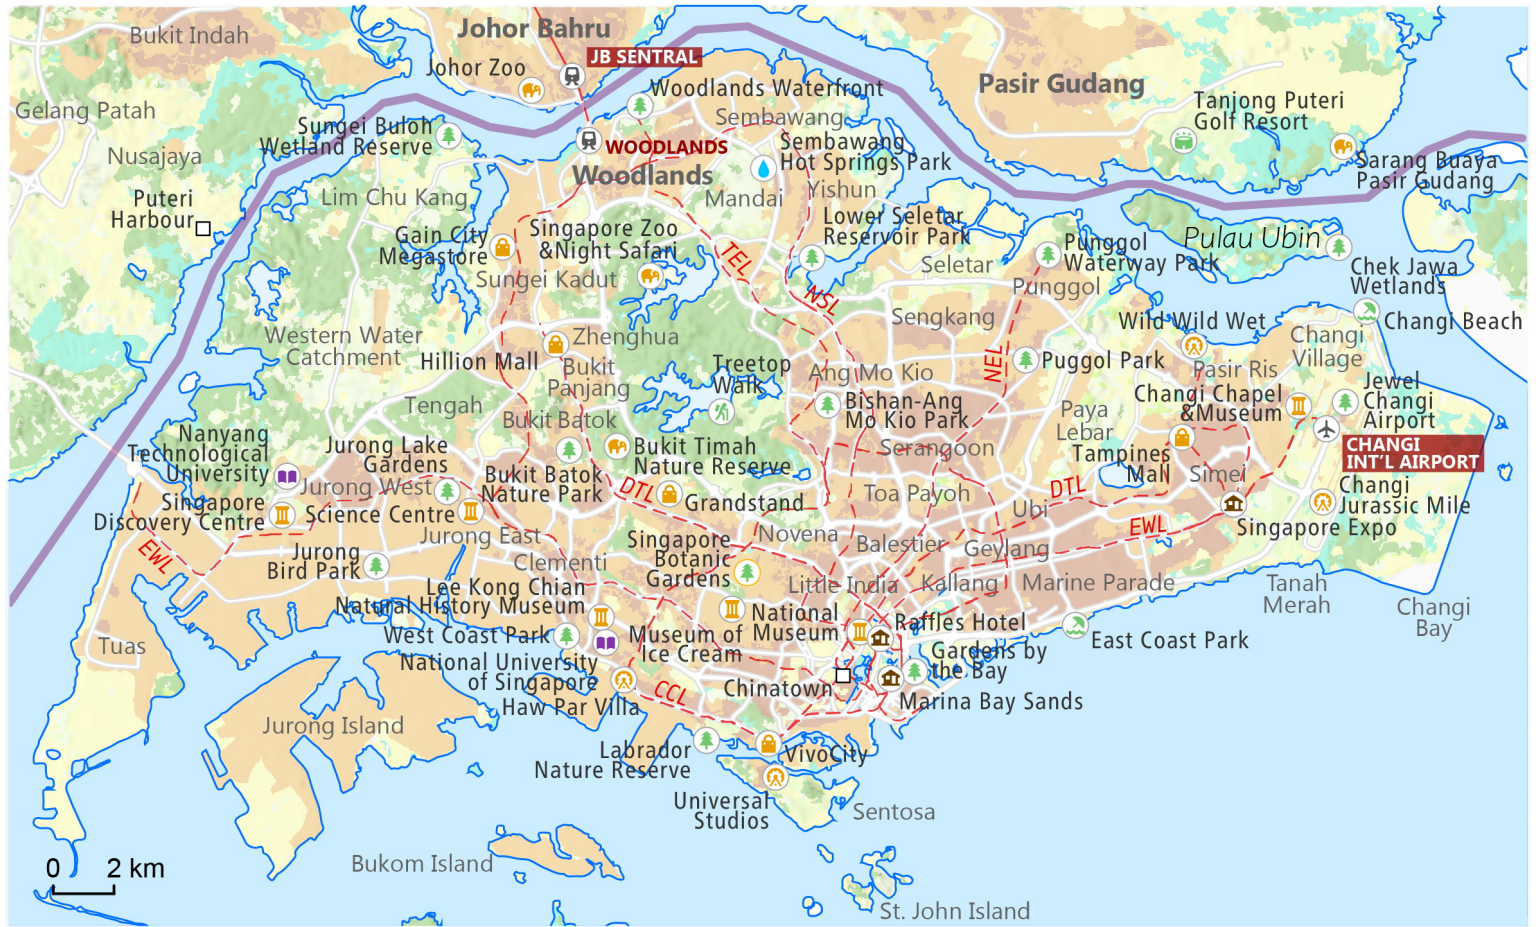 Bukit Indah
Johor Bahru
JB SENTRAL
Johor Zoo
Pasir Gudang
Gelang Patah
Woodlands Waterfront
Sembawang
Tanjong Puteri
Golf Resort
Sungei Buloh
Wetland Reserve
WOODLANDS
Woodlands
Sembawang
Hot Springs Park
Sarang Buaya
Pasir Gudang
Nusajaya
Puteri
Harbour
Lim Chu Kang
Mandai
Yishun
Gain City
Megastore
Singapore Zoo
&Night Safari
Lower Seletar
Reservoir Park
Pulau Ubin
Punggol
Waterway Park
Chek Jawa
Wetlands
Sungei Kadut
TEL
NSL
Seletar
Punggol
Sengkang
Wild Wild Wet
Changi Beach
Changi
Village
Western Water
Catchment
Zhenghua
Hillion Mall
Bukit
Panjang
Treetop
Walk
Ang Mo Kio
NEL
Puggol Park
Pasir Ris
Changi Chapel
&Museum
Jewel
Changi
Airport
Tengah
Bukit Batok
Bishan-Ang
Mo Kio Park
Paya
Lebar
Nanyang
Technological
University
Jurong Lake
Gardens
Bukit Timah
Nature Reserve
Serangoon
Tampines
Mall
CHANGI
INT'L AIRPORT
Jurong West
Bukit Batok
Nature Park
DTL
Grandstand
Toa Payoh
DTL
Simei
Changi
Jurassic Mile
Singapore
Discovery Centre
Science Centre
Jurong East
Novena
Ubi
EWL
Singapore Expo
EWL
Jurong
Bird Park
Clementi
Singapore
Botanic
Gardens
Balestier
Geylang
Lee Kong Chian
Natural History Museum
Little India
Kallang
Marine Parade
Tanah
Merah
Changi
Bay
Tuas
West Coast Park
Museum of
Ice Cream
National
Museum
Raffles Hotel
East Coast Park
National University
of Singapore
Gardens by
the Bay
Haw Par Villa
CCL
Chinatown
Marina Bay Sands
Jurong Island
Labrador
Nature Reserve
VivoCity
Universal
Studios
Sentosa
Bukom Island
St. John Island
0 2 km